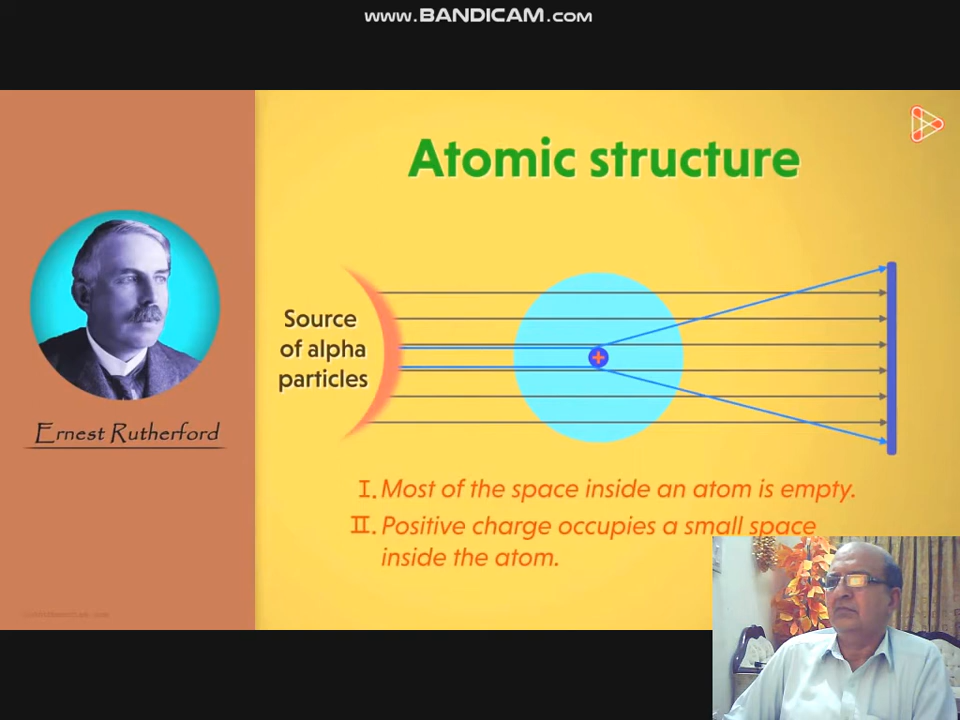 www.BANDICAM.com
Atomic structure
Source
of alpha
particles
+
Ernest Rutherford
I. Most of the space inside an atom is empty.
II. Positive charge occupies a small space
inside the atom.